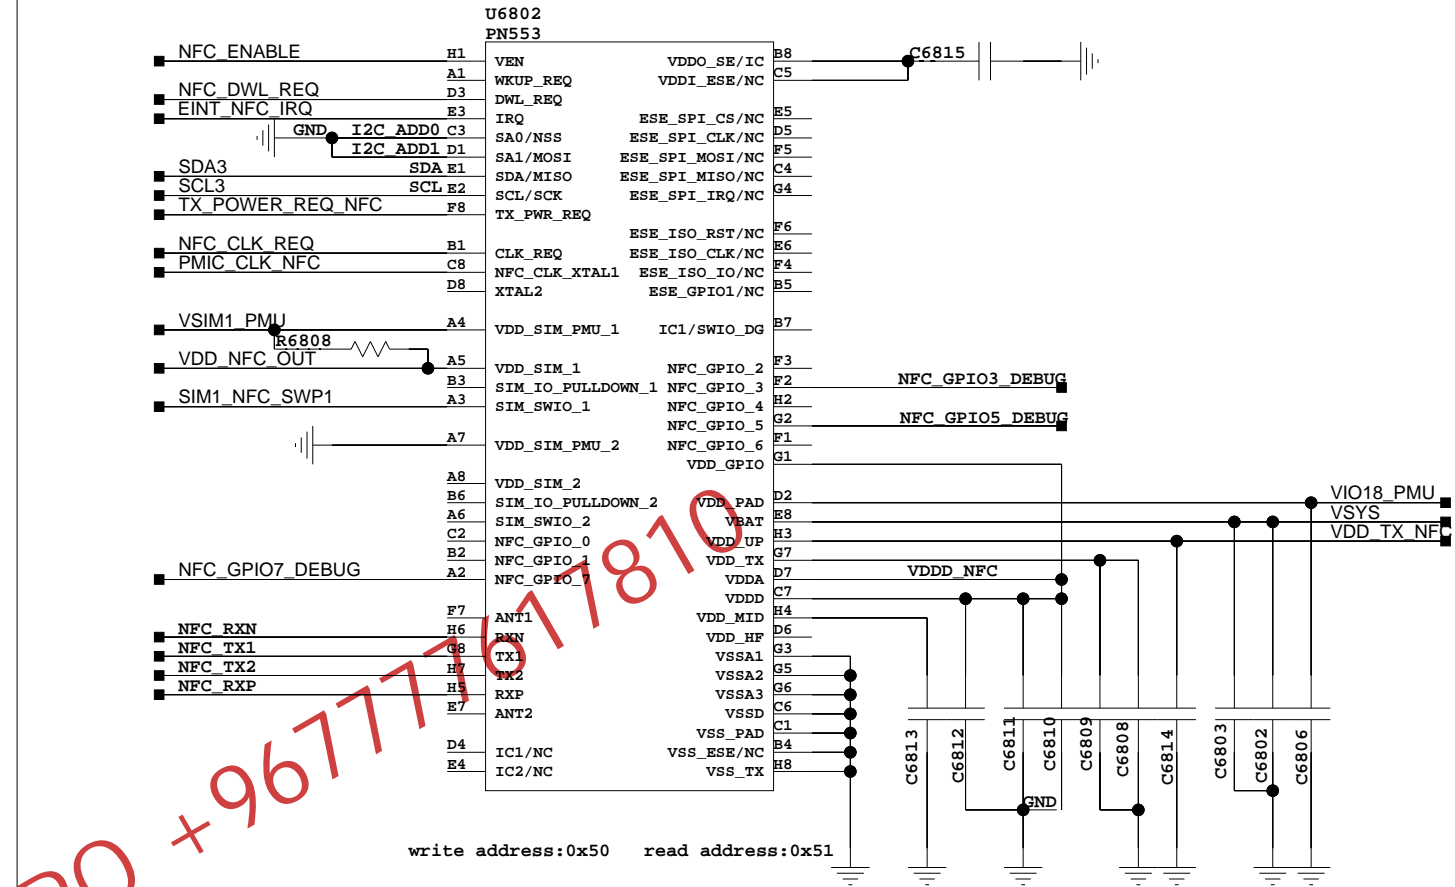 U6802
PN553
NFC_ENABLE H1 VEN VDDO_SE/IC B8 C6815
A1 WKUP_REQ VDDI_ESE/NC C5
NFC_DWL_REQ D3 DWL_REQ
EINT_NFC_IRQ E3 IRQ ESE_SPI_CS/NC E5
GND I2C_ADD0 C3 SA0/NSS ESE_SPI_CLK/NC D5
I2C_ADD1 D1 SA1/MOSI ESE_SPI_MOSI/NC F5
SDA3 SDA E1 SDA/MISO ESE_SPI_MISO/NC C4
SCL3 SCL E2 SCL/SCK ESE_SPI_IRQ/NC G4
TX_POWER_REQ_NFC F8 TX_PWR_REQ
ESE_ISO_RST/NC F6
NFC_CLK_REQ B1 CLK_REQ ESE_ISO_CLK/NC E6
PMIC_CLK_NFC C8 NFC_CLK_XTAL1 ESE_ISO_IO/NC F4
D8 XTAL2 ESE_GPIO1/NC B5
VSIM1_PMU A4 VDD_SIM_PMU_1 IC1/SWIO_DG B7
R6808
VDD_NFC_OUT A5 VDD_SIM_1 NFC_GPIO_2 F3
B3 SIM_IO_PULLDOWN_1 NFC_GPIO_3 F2 NFC_GPIO3_DEBUG
SIM1_NFC_SWP1 A3 SIM_SWIO_1 NFC_GPIO_4 H2
NFC_GPIO_5 G2 NFC_GPIO5_DEBUG
A7 VDD_SIM_PMU_2 NFC_GPIO_6 F1
VDD_GPIO G1
A8 VDD_SIM_2
B6 SIM_IO_PULLDOWN_2 VDD_PAD D2 VIO18_PMU
A6 SIM_SWIO_2 VBAT E8 VSYS
C2 NFC_GPIO_0 VDD_UP H3 VDD_TX_NFC
B2 NFC_GPIO_1 VDD_TX G7
NFC_GPIO7_DEBUG A2 NFC_GPIO_7 VDDA D7 VDDD_NFC
VDDD C7
F7 ANT1 VDD_MID H4
NFC_RXN H6 RXN VDD_HF D6
NFC_TX1 G8 TX1 VSSA1 G3
NFC_TX2 H7 TX2 VSSA2 G5
NFC_RXP H5 RXP VSSA3 G6
E7 ANT2 VSSD C6
VSS_PAD C1
D4 IC1/NC VSS_ESE/NC B4
E4 IC2/NC VSS_TX H8
C6813 C6812 C6811 C6810 C6809 C6808 C6814 C6803 C6802 C6806
GND
write address:0x50 read address:0x51
+967777617810